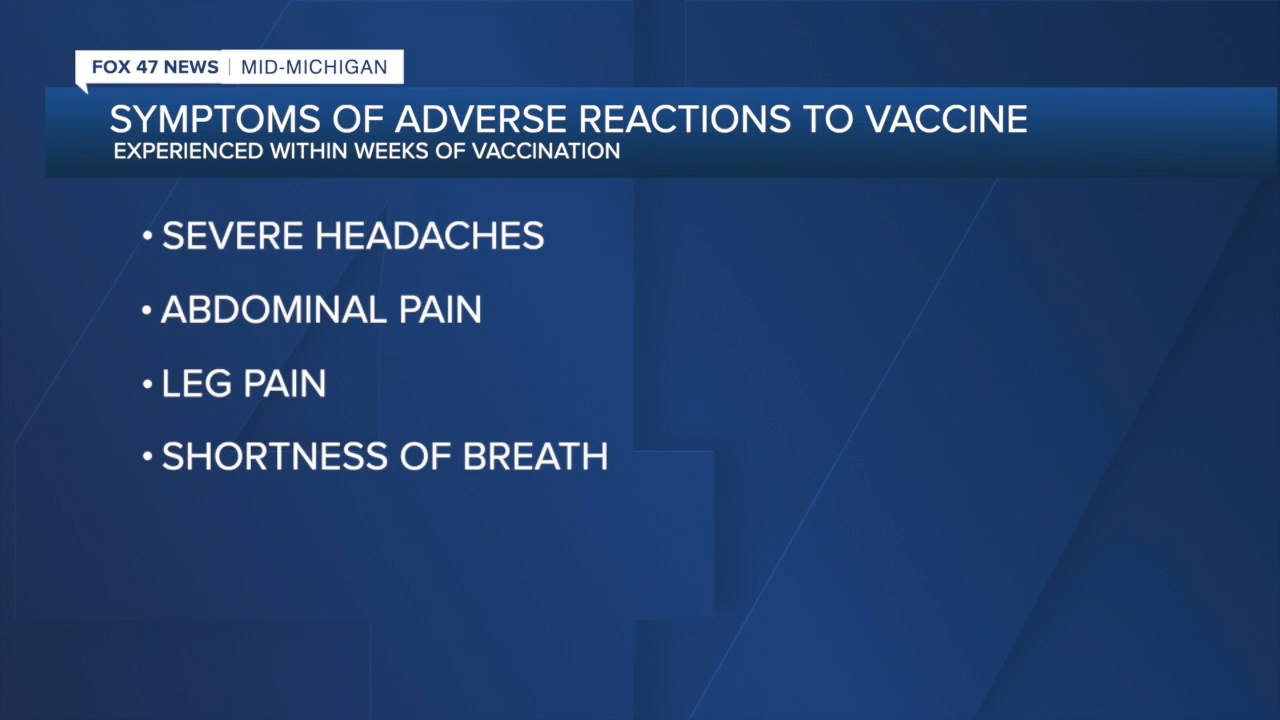 FOX 47 NEWS | MID-MICHIGAN
SYMPTOMS OF ADVERSE REACTIONS TO VACCINE
EXPERIENCED WITHIN WEEKS OF VACCINATION
• SEVERE HEADACHES
• ABDOMINAL PAIN
• LEG PAIN
• SHORTNESS OF BREATH